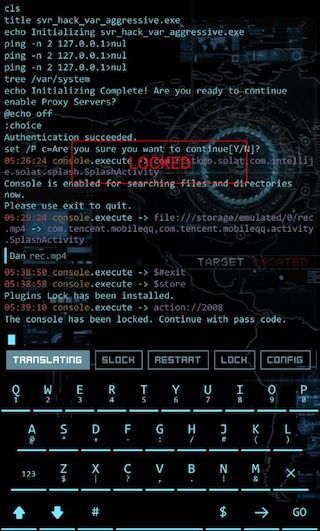 cls
title svr_hack_var_aggressive.exe
echo Initializing svr_hack_var_aggressive.exe
ping -n 2 127.0.0.1>nul
ping -n 2 127.0.0.1>nul
ping -n 2 127.0.0.1>nul
tree /var/system
echo Initializing Complete! Are you ready to continue
enable Proxy Servers?
@echo off
:choice
Authentication succeeded.
set /P c=Are you sure you want to continue[Y/N]?
05:26:24 console.execute com.intellij
LOCKED
e.solat.splash.SplashActivity
Console is enabled for searching files and directories
now.
Please use exit to quit.
05:29:24 console.execute -> file:///storage/emulated/0/rec
.mp4 -> com.tencent.mobileqq,com.tencent.mobileqq.activity
.SplashActivity
Dan rec.mp4
TARGET LOCATED
05:38:50 console.execute -> $#exit
05:38:58 console.execute -> $store
Plugins Lock has been installed.
05:39:10 console.execute -> action://2008
The console has been locked. Continue with pass code.
TRANSLATING SLOCK RESTART LOCK CONFIG
Q W E R T Y U I O P
1 2 3 4 5 6 7 8 9 0
A S D F G H J K L
@ * + - : / # ( )
123 Z X C V B N M ×
$ | ? , ! \ &
# $ → GO